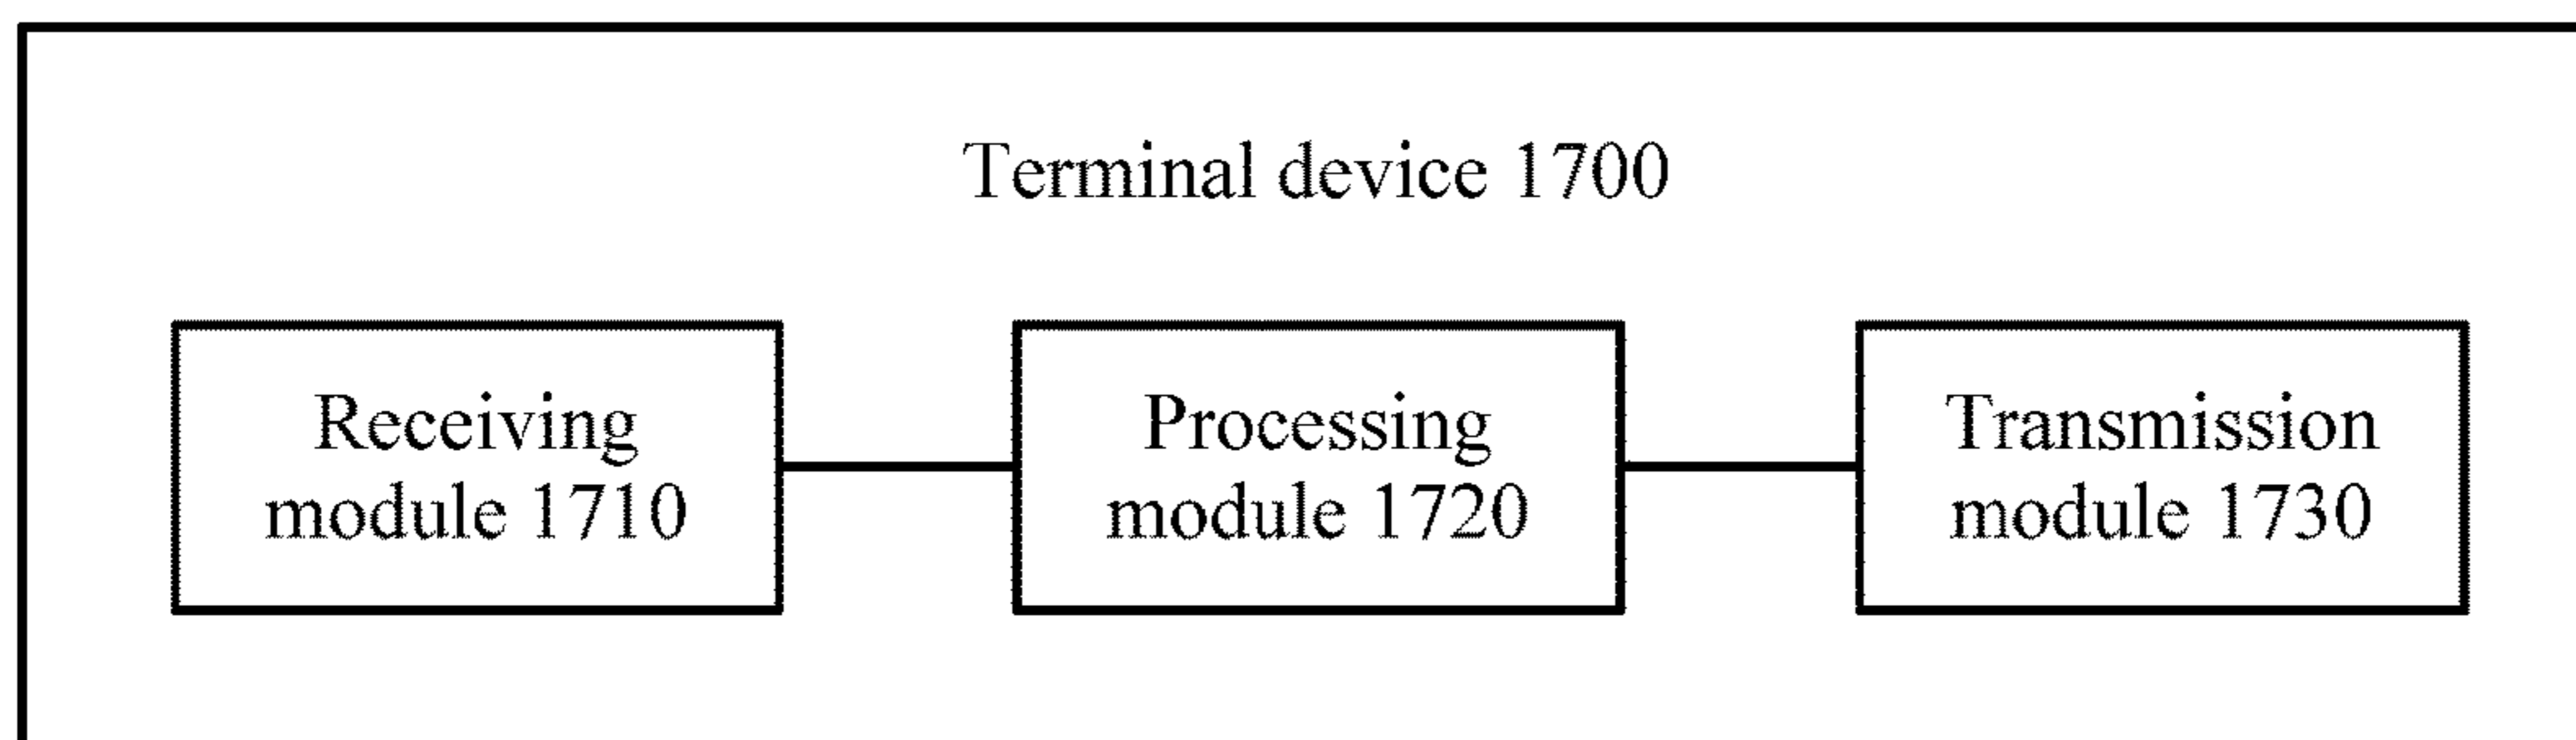 Terminal device 1700
Receiving
module 1710
Processing
module 1720
Transmission
module 1730